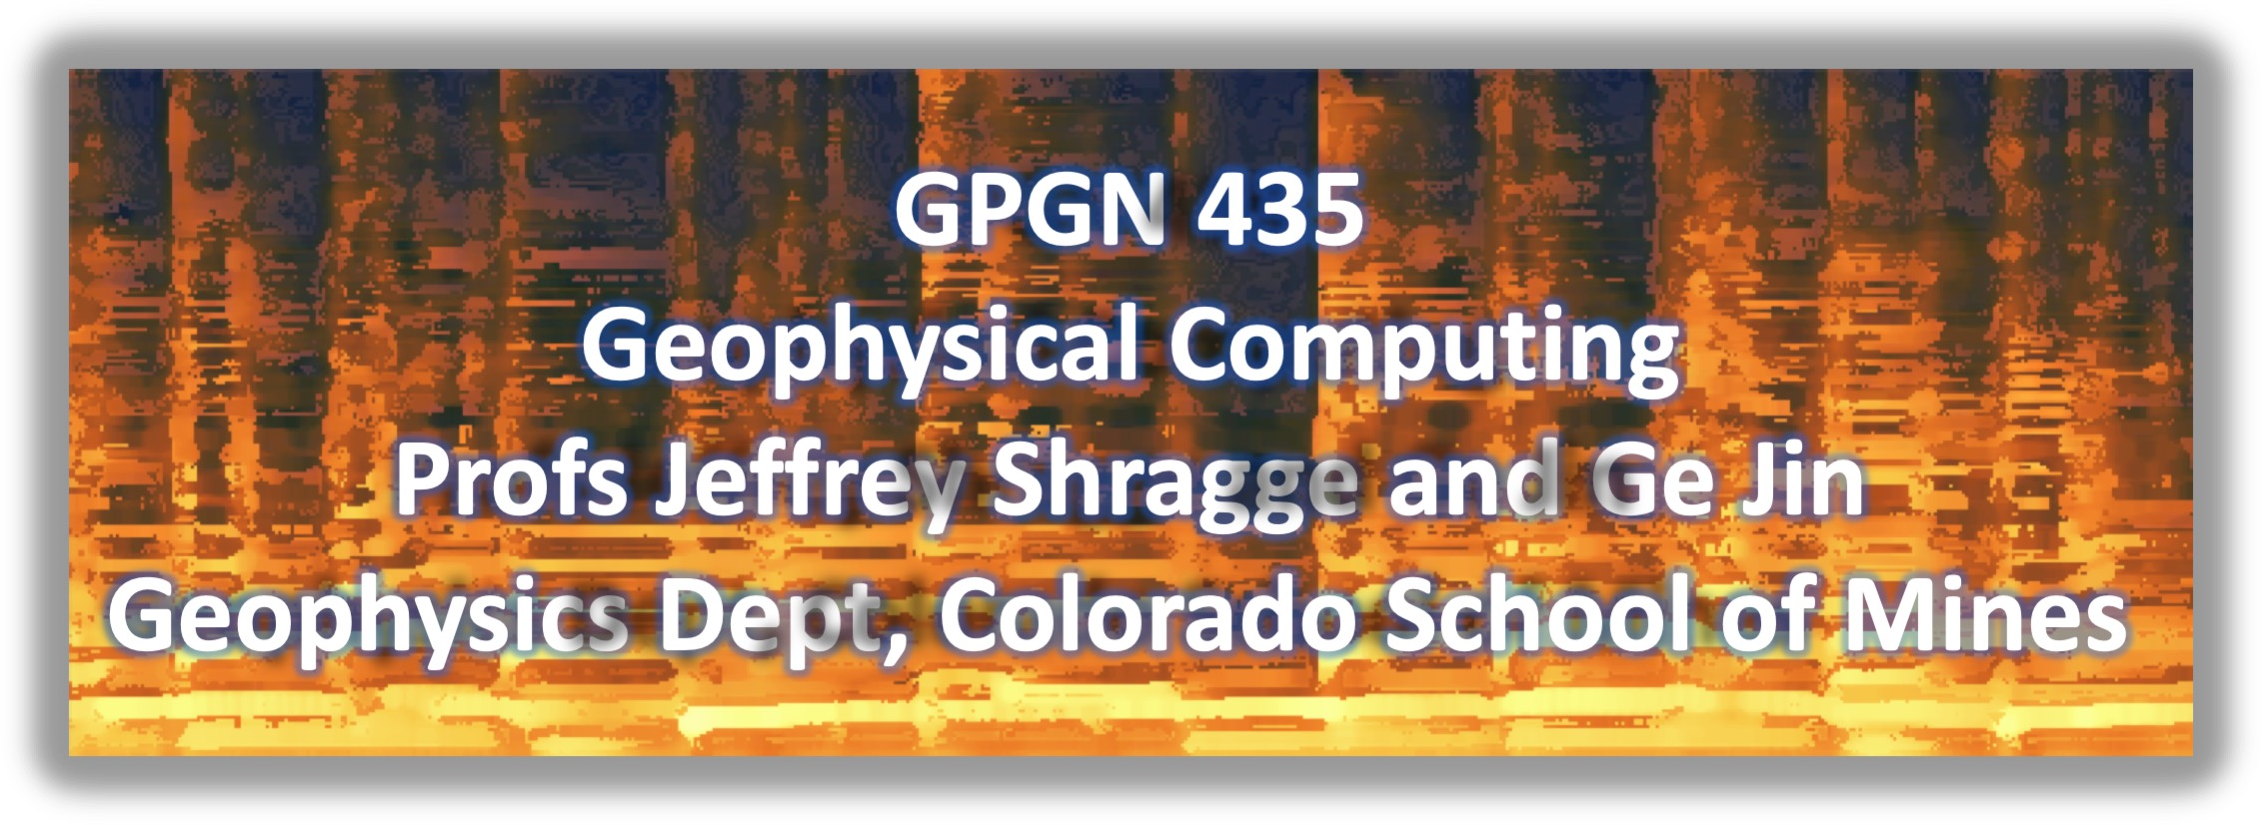 GPGN 435
Geophysical Computing
Profs Jeffrey Shragge and Ge Jin
Geophysics Dept, Colorado School of Mines